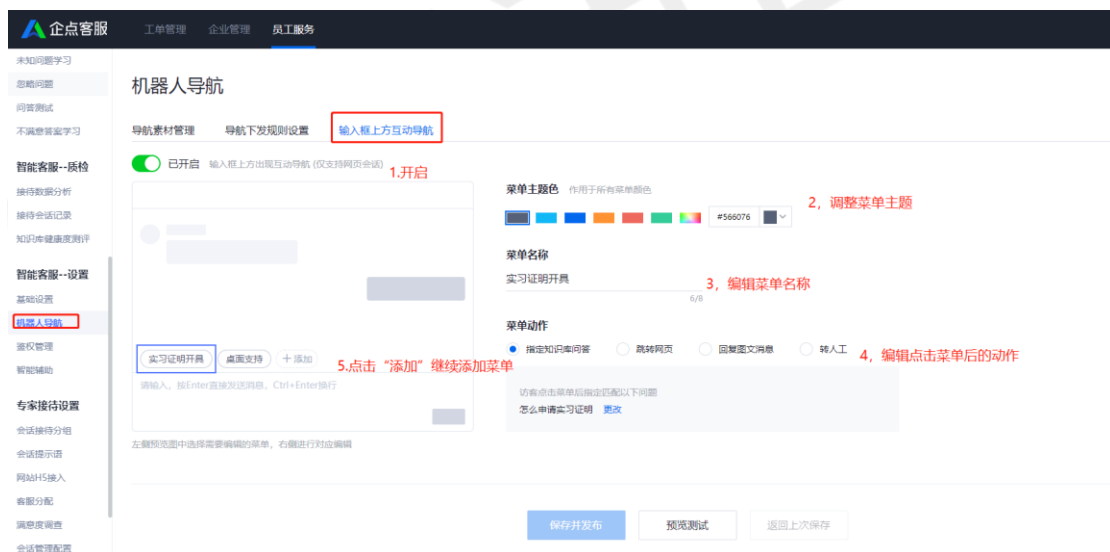 企点客服
工单管理 企业管理 员工服务
未知问题学习
忽略问题
问答测试
不满意答案学习
智能客服--质检
接待数据分析
接待会话记录
知识库健康度测评
智能客服--设置
基础设置
机器人导航
鉴权管理
智能辅助
专家接待设置
会话接待分组
会话提示语
网站H5接入
客服分配
满意度调查
会话管理配置
机器人导航
导航素材管理 导航下发规则设置 输入框上方互动导航
已开启 输入框上方出现互动导航 (仅支持网页会话)
1.开启
菜单主题色 作用于所有菜单颜色
#566076
2，调整菜单主题
菜单名称
实习证明开具
6/8
3，编辑菜单名称
菜单动作
指定知识库问答 跳转网页 回复图文消息 转人工
4，编辑点击菜单后的动作
访客点击菜单后指定匹配以下问题
怎么申请实习证明 更改
实习证明开具 桌面支持 + 添加
5.点击“添加”继续添加菜单
请输入，按Enter直接发送消息，Ctrl+Enter换行
左侧预览图中选择需要编辑的菜单，右侧进行对应编辑
保存并发布 预览测试 返回上次保存